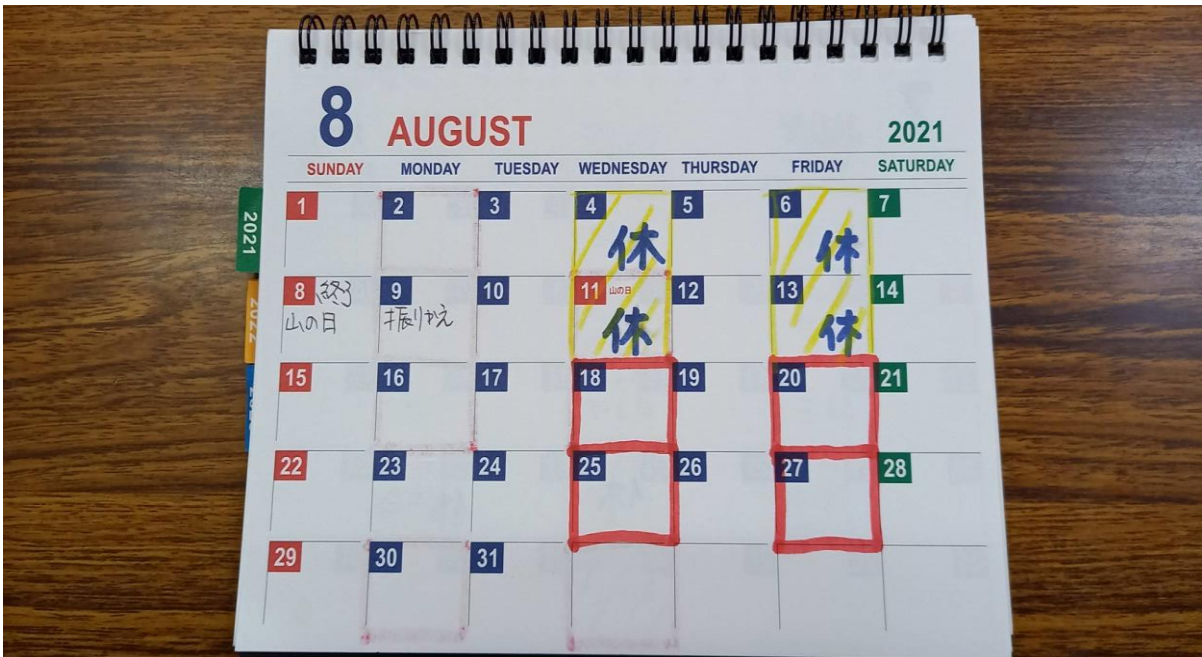 8 AUGUST 2021
SUNDAY MONDAY TUESDAY WEDNESDAY THURSDAY FRIDAY SATURDAY
1 2 3 4 5 6 7
休 休
8 9 10 11 山の日 12 13 14
山の日 振りかえ 休 休
15 16 17 18 19 20 21
22 23 24 25 26 27 28
29 30 31
2021
2022